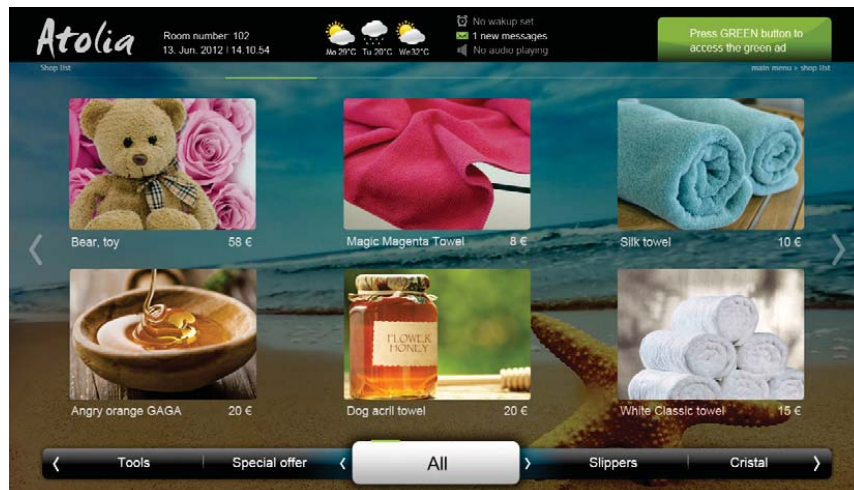 Atolia
Room number: 102
13. Jun. 2012 | 14.10.54
Mo 29°C Tu 20°C We 32°C
No wakup set
1 new messages
No audio playing
Press GREEN button to
access the green ad
Shop list
main menu » shop list
Bear, toy 58 €
Magic Magenta Towel 8 €
Silk towel 10 €
FLOWER
HONEY
Angry orange GAGA 20 €
Dog acril towel 20 €
White Classic towel 15 €
Tools
Special offer
All
Slippers
Cristal